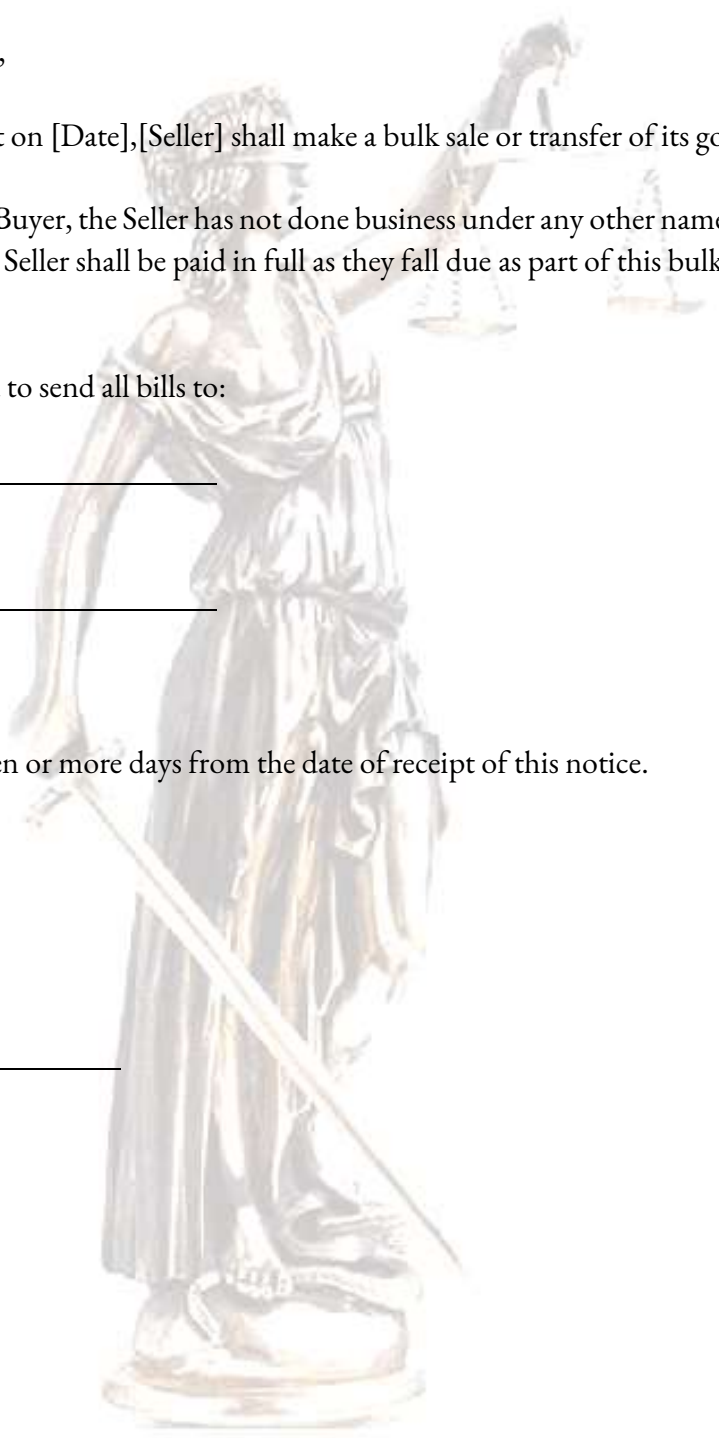 ,
on [Date],[Seller] shall make a bulk sale or transfer of its
Buyer, the Seller has not done business under any other name
Seller shall be paid in full as they fall due as part of this bulk
to send all bills to:
or more days from the date of receipt of this notice.